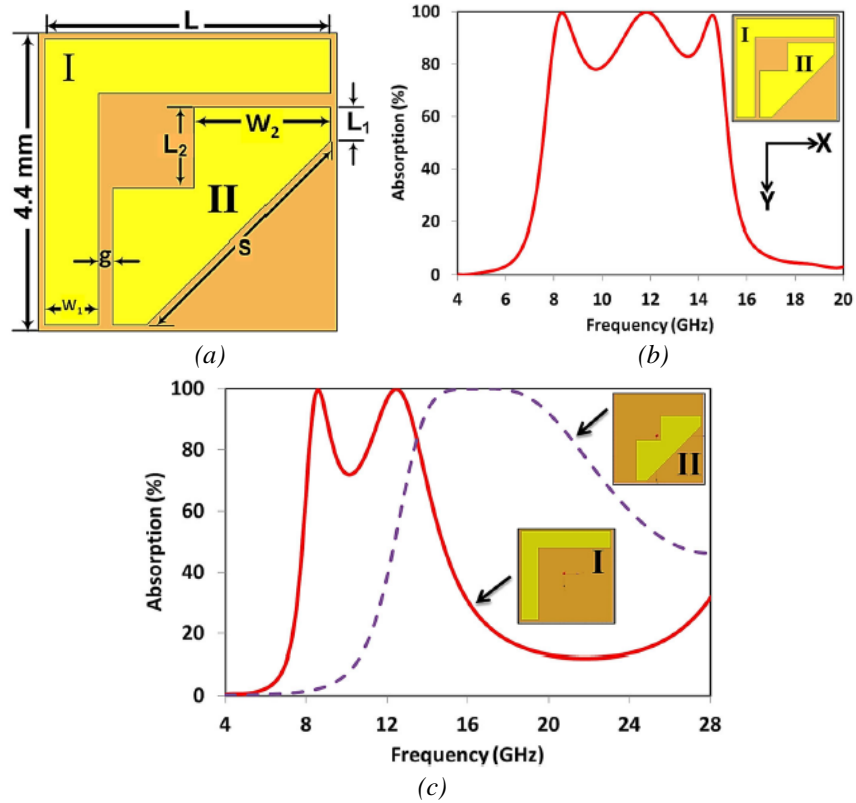 L
I
4.4 mm
W₂
L₁
L₂
II
S
g
W₁
(a)
Absorption (%)
100
80
60
40
20
0
4 6 8 10 12 14 16 18 20
Frequency (GHz)
I
II
X
Y
(b)
Absorption (%)
100
80
60
40
20
0
4 8 12 16 20 24 28
Frequency (GHz)
II
I
(c)